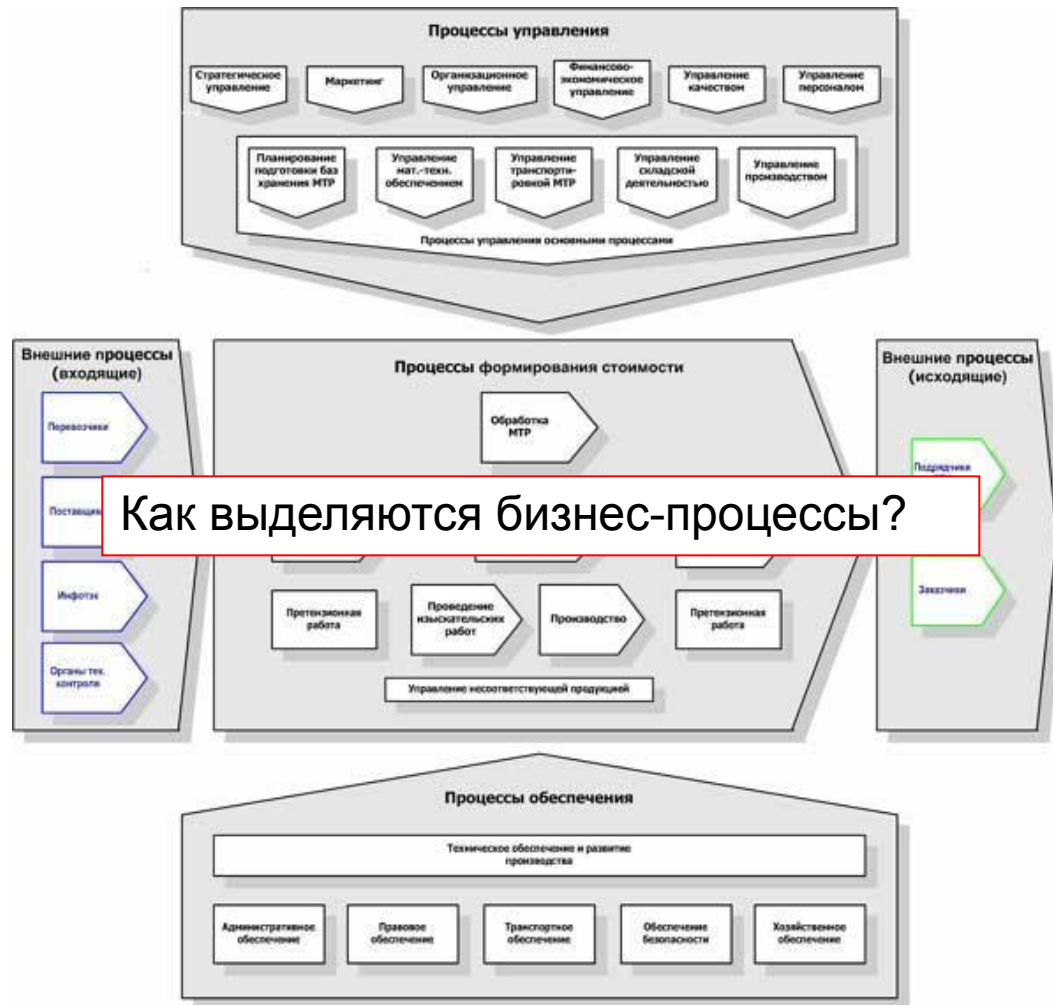 Процессы управления
Стратегическое
управление
Маркетинг
Организационное
управление
Финансово-
экономическое
управление
Управление
качеством
Управление
персоналом
Планирование
подготовки баз
хранения МТР
Управление
мат.-техн.
обеспечением
Управление
транспорти-
ровкой МТР
Управление
складской
деятельностью
Управление
производством
Процессы управления основными процессами
Внешние процессы
(входящие)
Перевозчики
Поставщики
Инфотэк
Органы тех.
контроля
Процессы формирования стоимости
Обработка
МТР
Как выделяются бизнес-процессы?
Претензионная
работа
Проведение
изыскательских
работ
Производство
Претензионная
работа
Управление несоответствующей продукцией
Внешние процессы
(исходящие)
Подрядчики
Заказчики
Процессы обеспечения
Техническое обеспечение и развитие
производства
Административное
обеспечение
Правовое
обеспечение
Транспортное
обеспечение
Обеспечение
безопасности
Хозяйственное
обеспечение